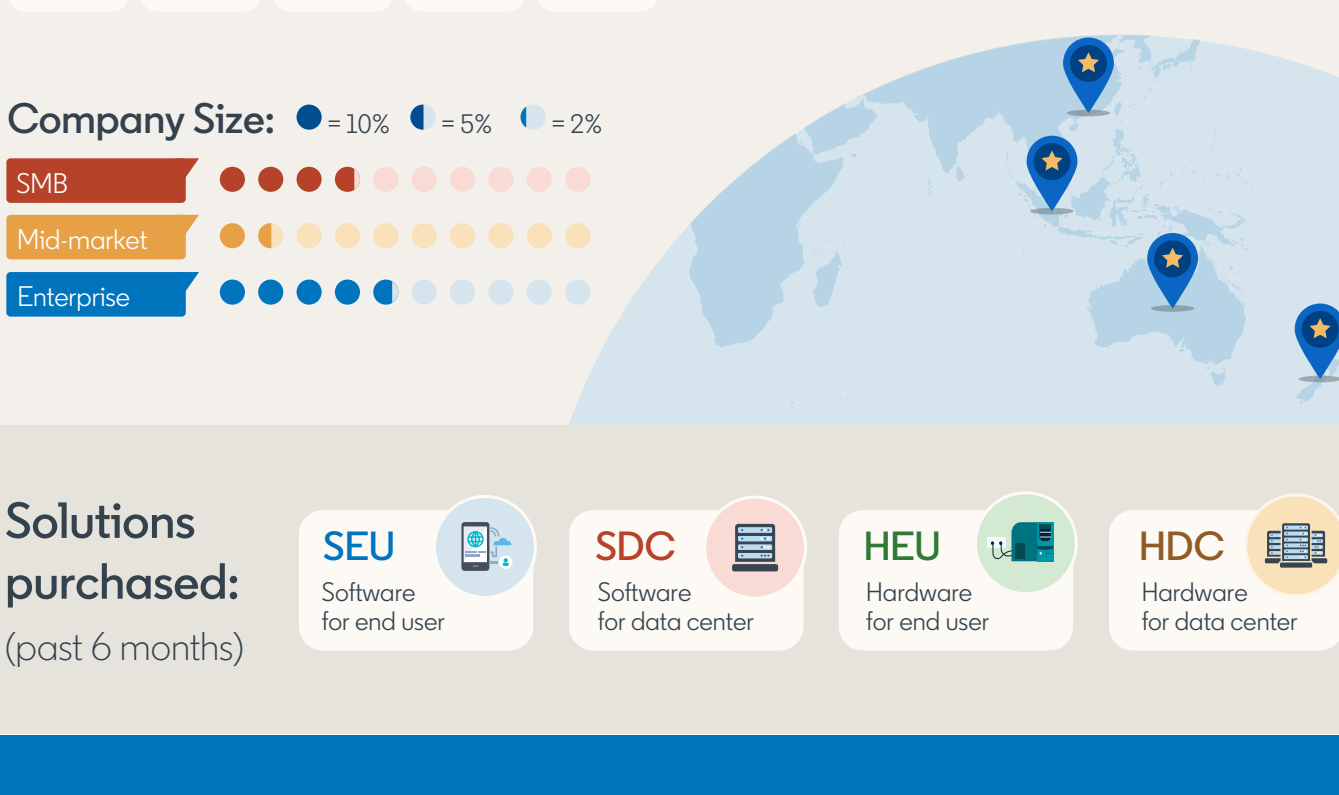 Company Size: = 10% = 5% = 2%
SMB
Mid-market
Enterprise
Solutions
purchased:
(past 6 months)
SEU
Software
for end user
SDC
Software
for data center
HEU
Hardware
for end user
HDC
Hardware
for data center